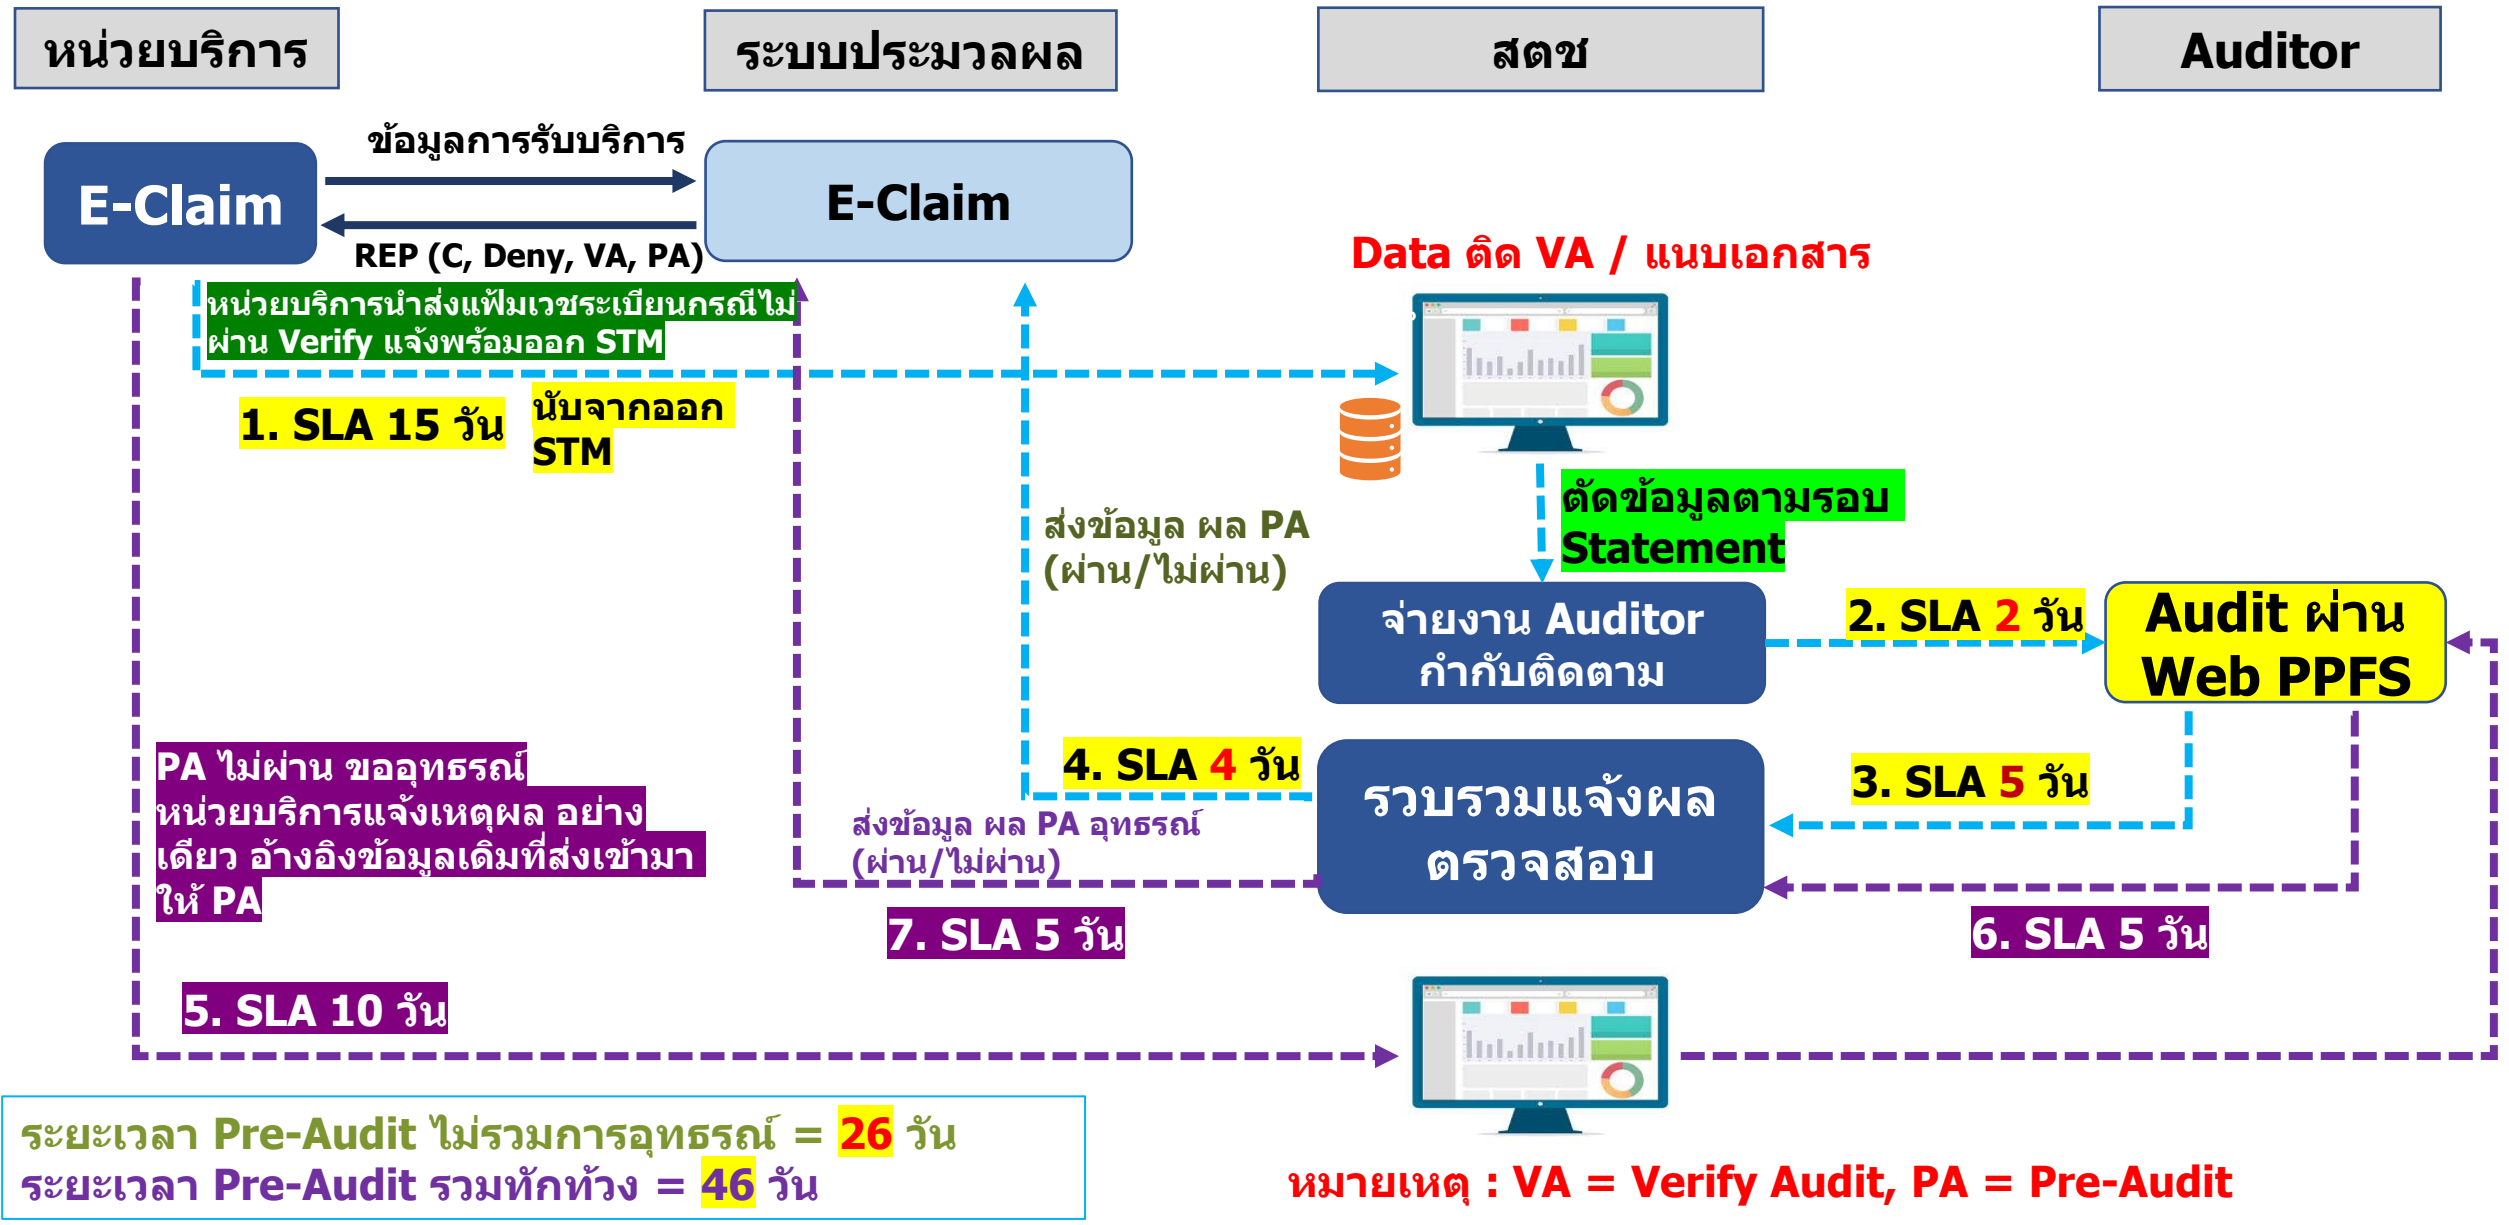 หน่วยบริการ
ระบบประมวลผล
สตช
Auditor
E-Claim
ข้อมูลการรับบริการ
REP (C, Deny, VA, PA)
E-Claim
Data ติด VA / แนบเอกสาร
หน่วยบริการนำส่งแฟ้มเวชระเบียนกรณีไม่
ผ่าน Verify แจ้งพร้อมออก STM
1. SLA 15 วัน
นับจากออก
STM
ตัดข้อมูลตามรอบ
Statement
ส่งข้อมูล ผล PA
(ผ่าน/ไม่ผ่าน)
จ่ายงาน Auditor
กำกับติดตาม
2. SLA 2 วัน
Audit ผ่าน
Web PPFS
PA ไม่ผ่าน ขออุทธรณ์
หน่วยบริการแจ้งเหตุผล อย่าง
เดียว อ้างอิงข้อมูลเดิมที่ส่งเข้ามา
ให้ PA
4. SLA 4 วัน
รวบรวมแจ้งผล
ตรวจสอบ
3. SLA 5 วัน
ส่งข้อมูล ผล PA อุทธรณ์
(ผ่าน/ไม่ผ่าน)
7. SLA 5 วัน
6. SLA 5 วัน
5. SLA 10 วัน
ระยะเวลา Pre-Audit ไม่รวมการอุทธรณ์ = 26 วัน
ระยะเวลา Pre-Audit รวมทักท้วง = 46 วัน
หมายเหตุ : VA = Verify Audit, PA = Pre-Audit